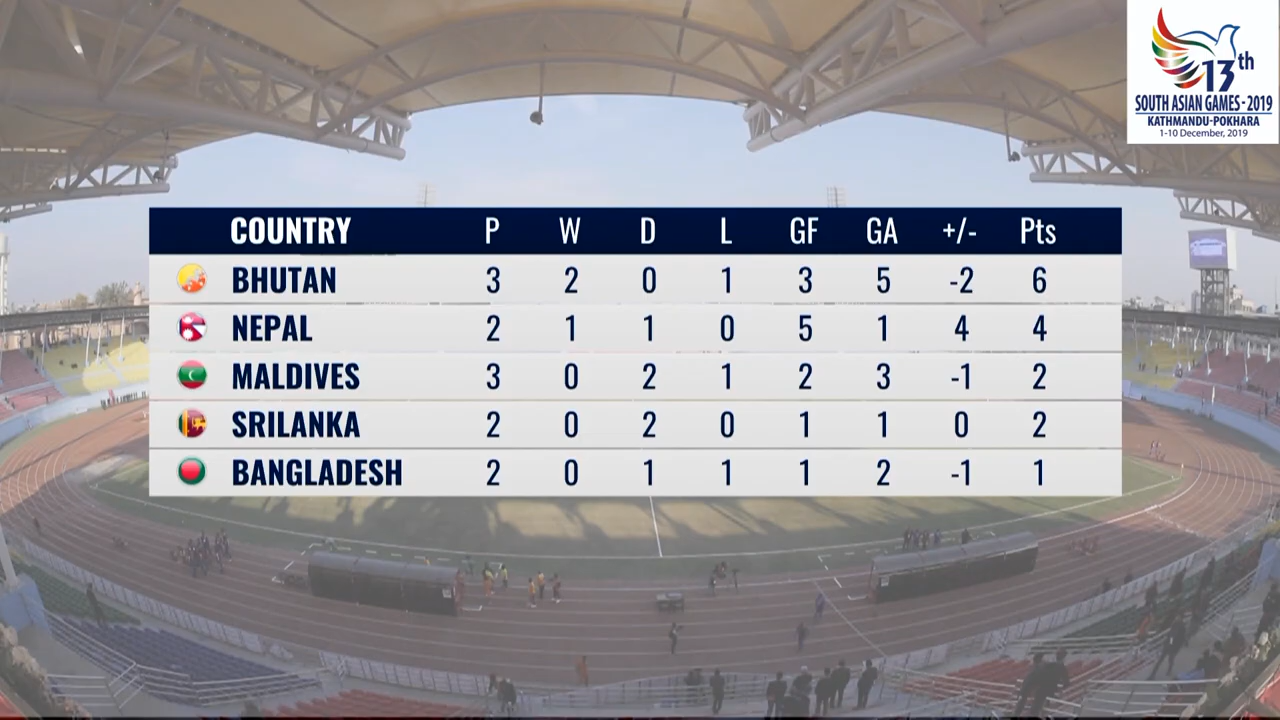 13th
SOUTH ASIAN GAMES - 2019
KATHMANDU-POKHARA
1-10 December, 2019
COUNTRY P W D L GF GA +/- Pts
BHUTAN 3 2 0 1 3 5 -2 6
NEPAL 2 1 1 0 5 1 4 4
MALDIVES 3 0 2 1 2 3 -1 2
SRILANKA 2 0 2 0 1 1 0 2
BANGLADESH 2 0 1 1 1 2 -1 1